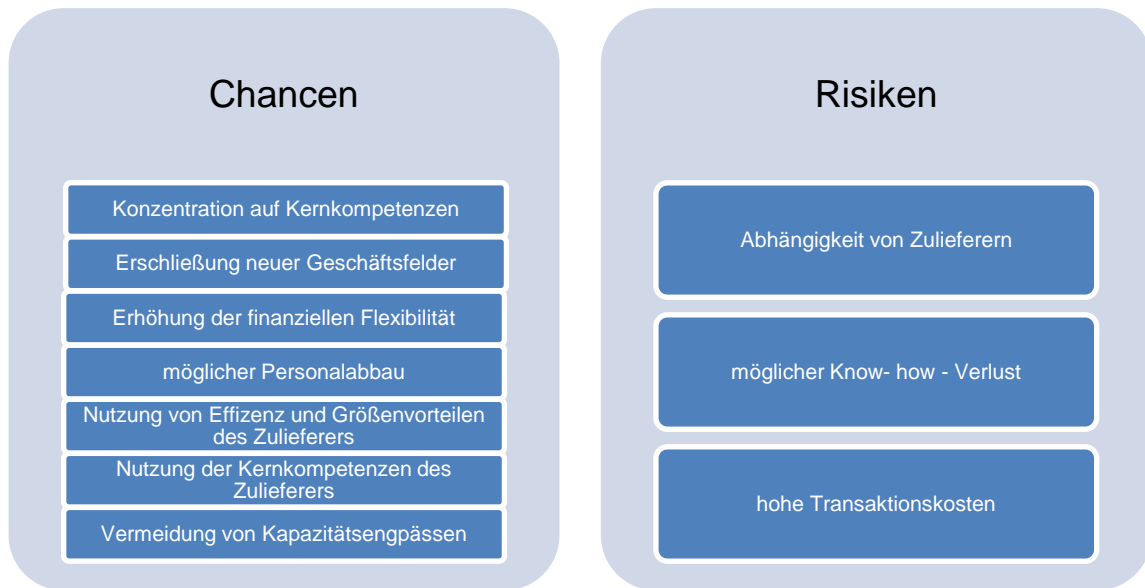 Chancen
Konzentration auf Kernkompetenzen
Erschließung neuer Geschäftsfelder
Erhöhung der finanziellen Flexibilität
möglicher Personalabbau
Nutzung von Effizenz und Größenvorteilen
des Zulieferers
Nutzung der Kernkompetenzen des
Zulieferers
Vermeidung von Kapazitätsengpässen
Risiken
Abhängigkeit von Zulieferern
möglicher Know- how - Verlust
hohe Transaktionskosten